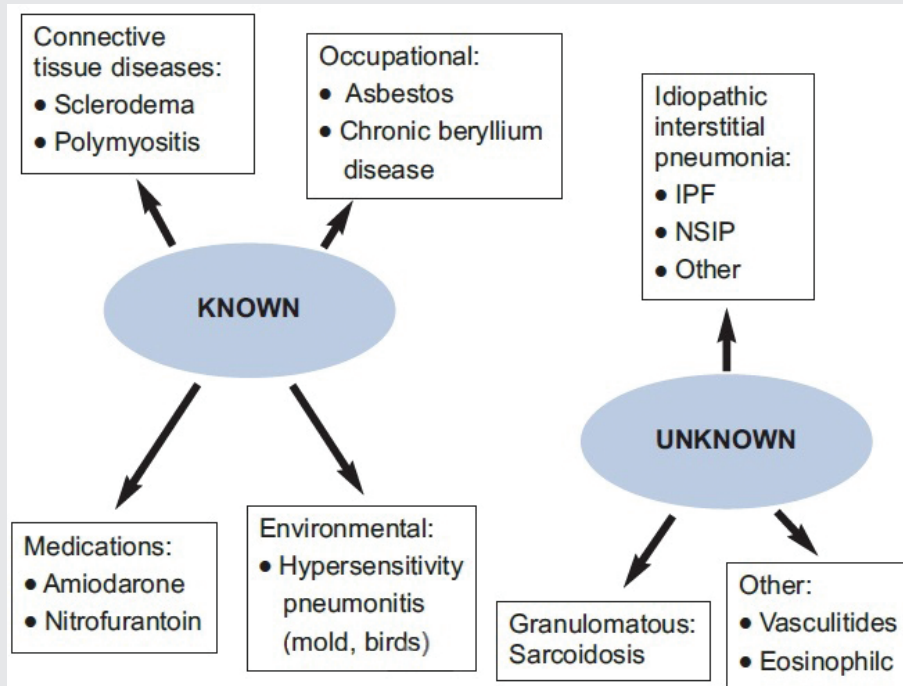 Connective
tissue diseases:
● Sclerodema
● Polymyositis
Occupational:
● Asbestos
● Chronic beryllium
disease
Idiopathic
interstitial
pneumonia:
● IPF
● NSIP
● Other
KNOWN
UNKNOWN
Medications:
● Amiodarone
● Nitrofurantoin
Environmental:
● Hypersensitivity
pneumonitis
(mold, birds)
Granulomatous:
Sarcoidosis
Other:
● Vasculitides
● Eosinophilc